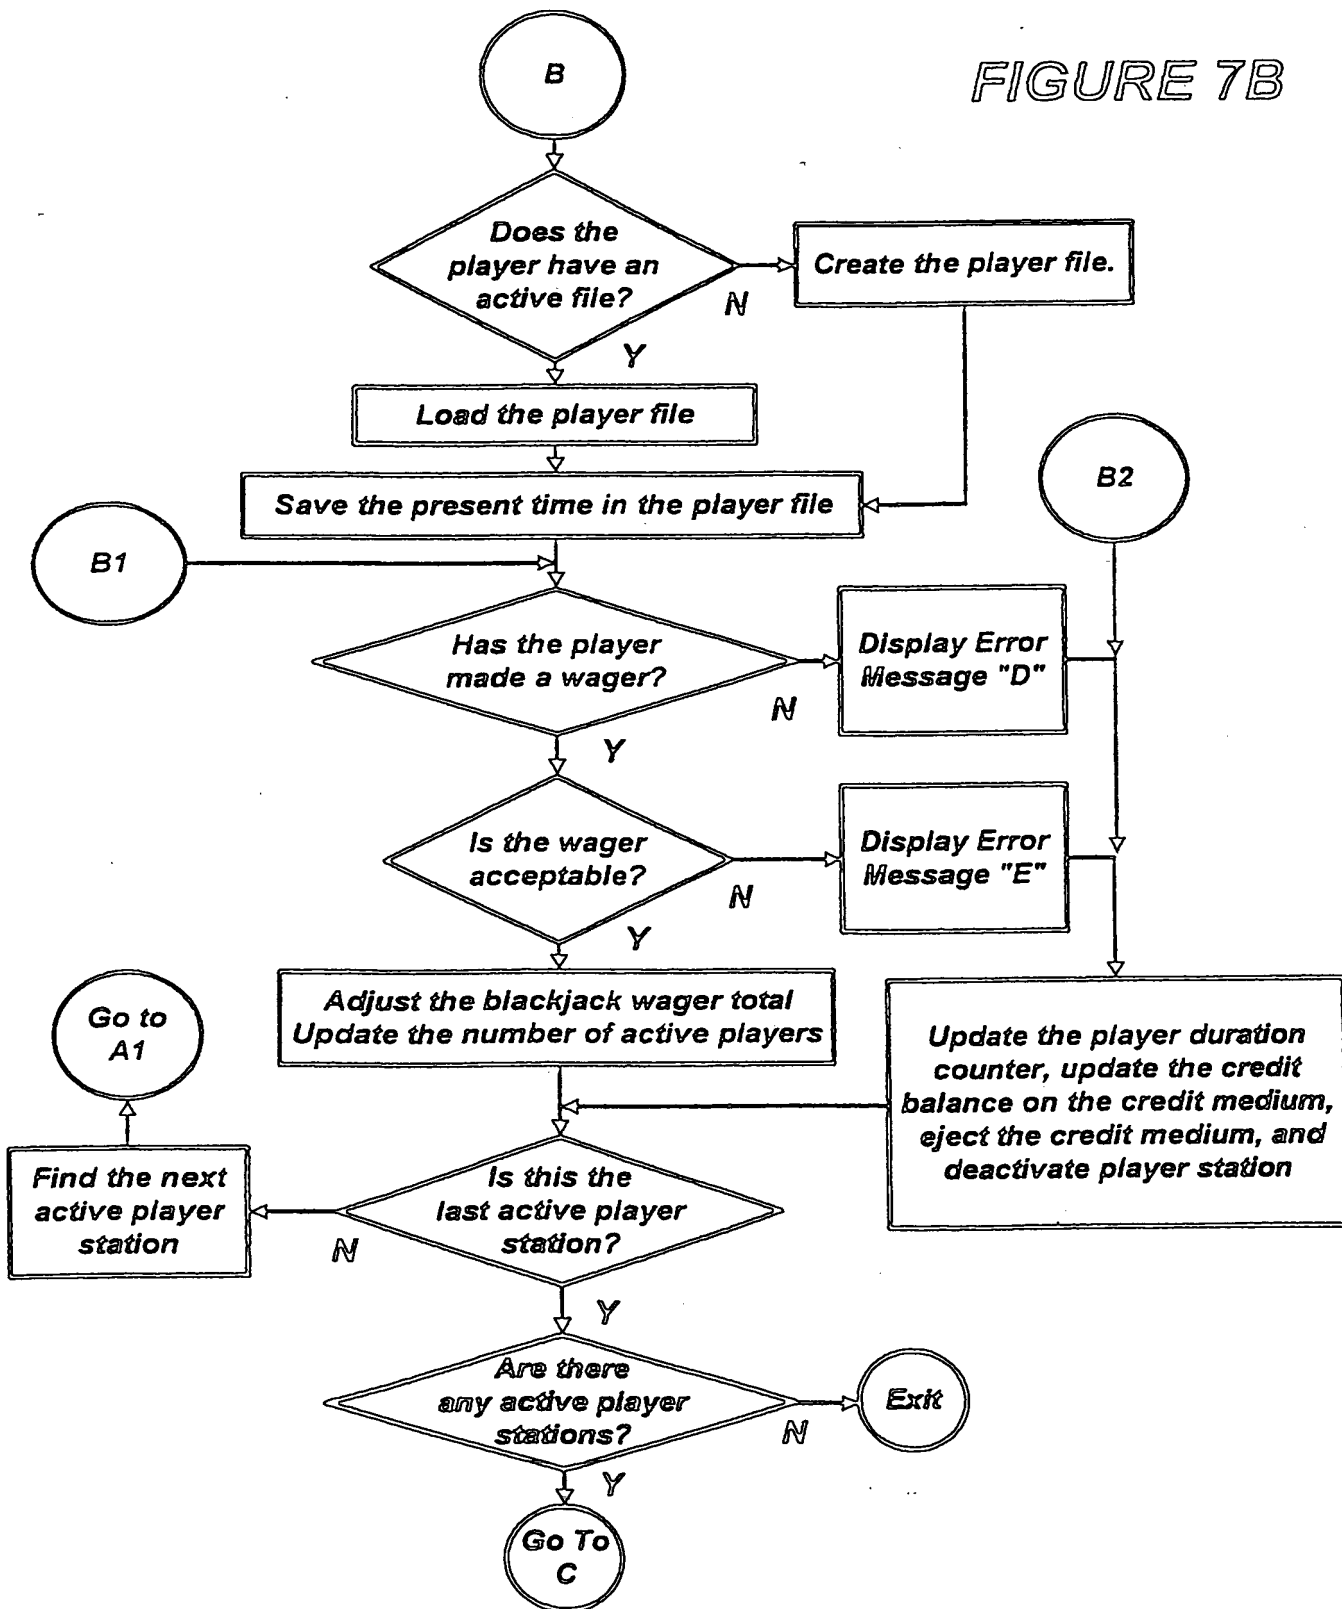 B
FIGURE 7B
Does the
player have an
active file?
N
Create the player file.
Y
Load the player file
Save the present time in the player file
B2
B1
Has the player
made a wager?
N
Display Error
Message "D"
Y
Is the wager
acceptable?
N
Display Error
Message "E"
Y
Adjust the blackjack wager total
Update the number of active players
Go to
A1
Update the player duration
counter, update the credit
balance on the credit medium,
eject the credit medium, and
deactivate player station
Find the next
active player
station
Is this the
last active player
station?
N
Y
Are there
any active player
stations?
N
Exit
Y
Go To
C